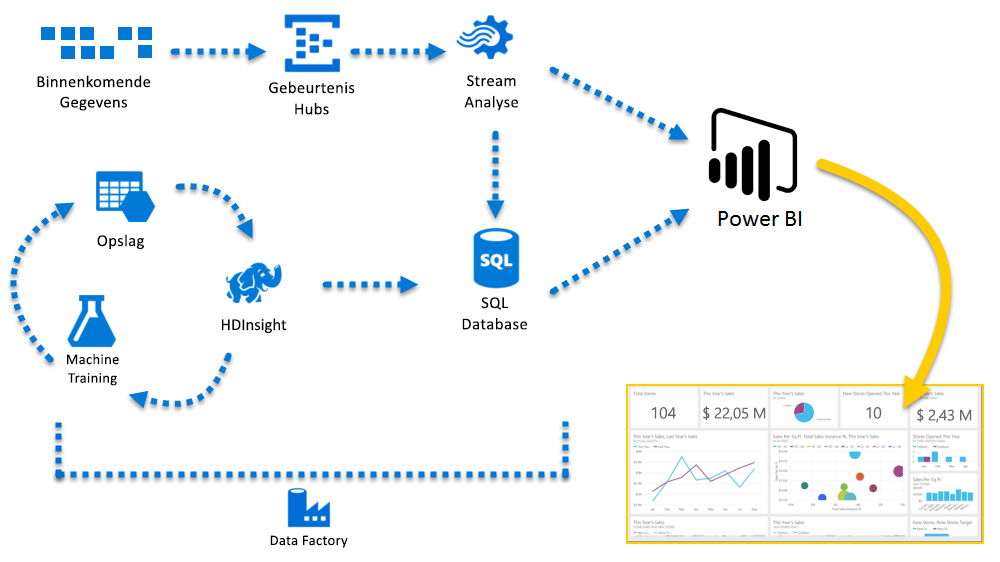 Binnenkomende
Gegevens
Gebeurtenis
Hubs
Stream
Analyse
Power BI
Opslag
HDInsight
SQL
SQL
Database
Machine
Training
Data Factory
Total Stores
104
This Year's Sales
$ 22,05 M
This Year's Sales
New Stores Opened This Year
10
This Year's Sales
$ 2,43 M
This Year's Sales, Last Year's Sales
Sales Per Sq Ft, Total Sales Variance %, This Year's Sales
Total Sales Variance %
Stores Opened This Year
Sales Per Sq Ft
This Year's Sales
This Year's Sales
New Stores, New Stores Target